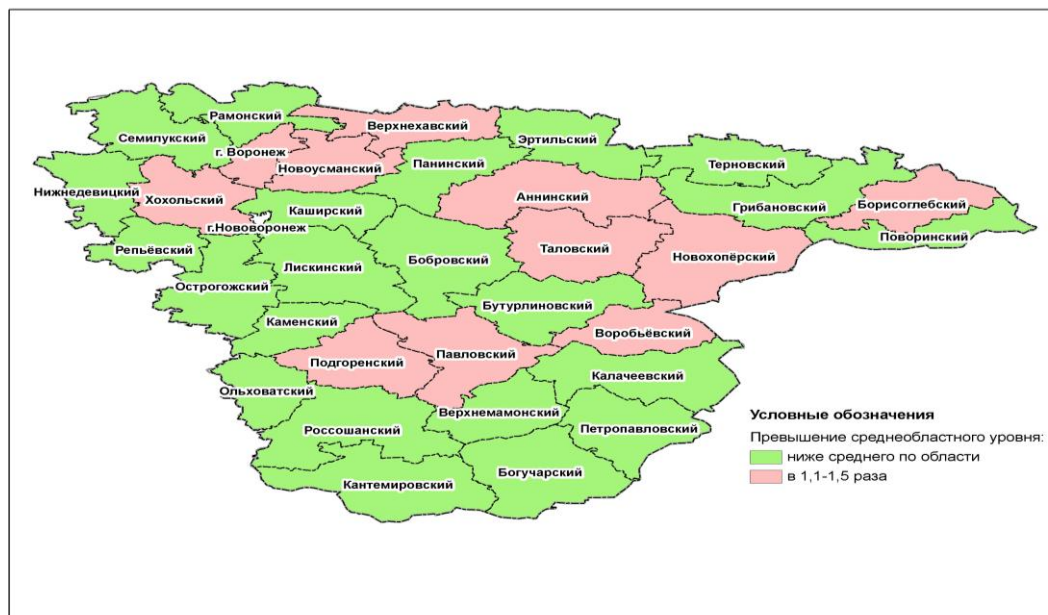 Рамонский
Верхнехавский
Семилукский
Эртильский
г. Воронеж
Панинский
Терновский
Новоусманский
Нижнедевицкий
Хохольский
Аннинский
Грибановский
Борисоглебский
Каширский
г.Нововоронеж
Поворинский
Репьёвский
Таловский
Новохопёрский
Лискинский
Бобровский
Острогожский
Бутурлиновский
Каменский
Воробьёвский
Павловский
Подгоренский
Калачеевский
Ольховатский
Верхнемамонский
Россошанский
Петропавловский
Богучарский
Кантемировский
Условные обозначения
Превышение среднеобластного уровня:
ниже среднего по области
в 1,1-1,5 раза